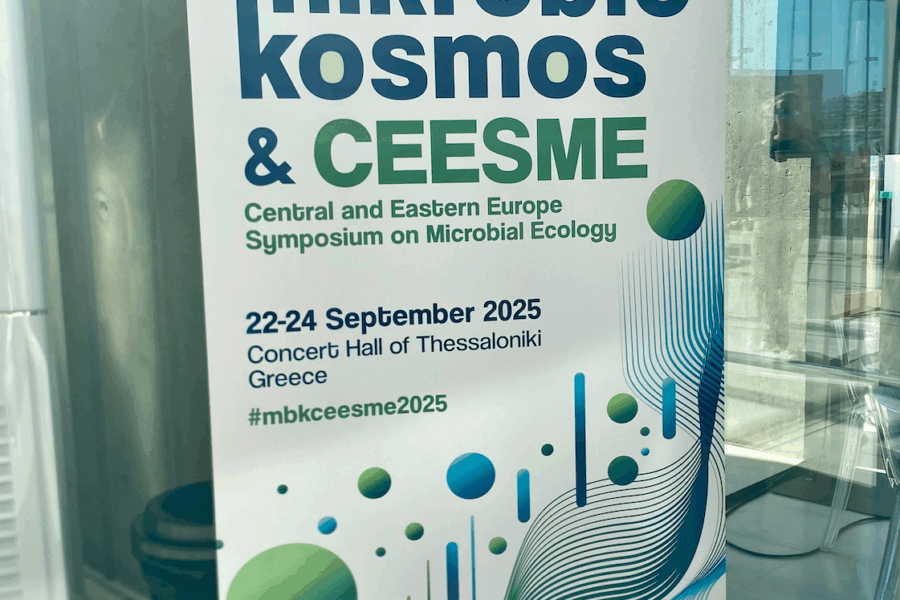 mikrobio
kosmos
& CEESME
Central and Eastern Europe
Symposium on Microbial Ecology
22-24 September 2025
Concert Hall of Thessaloniki
Greece
#mbkceesme2025